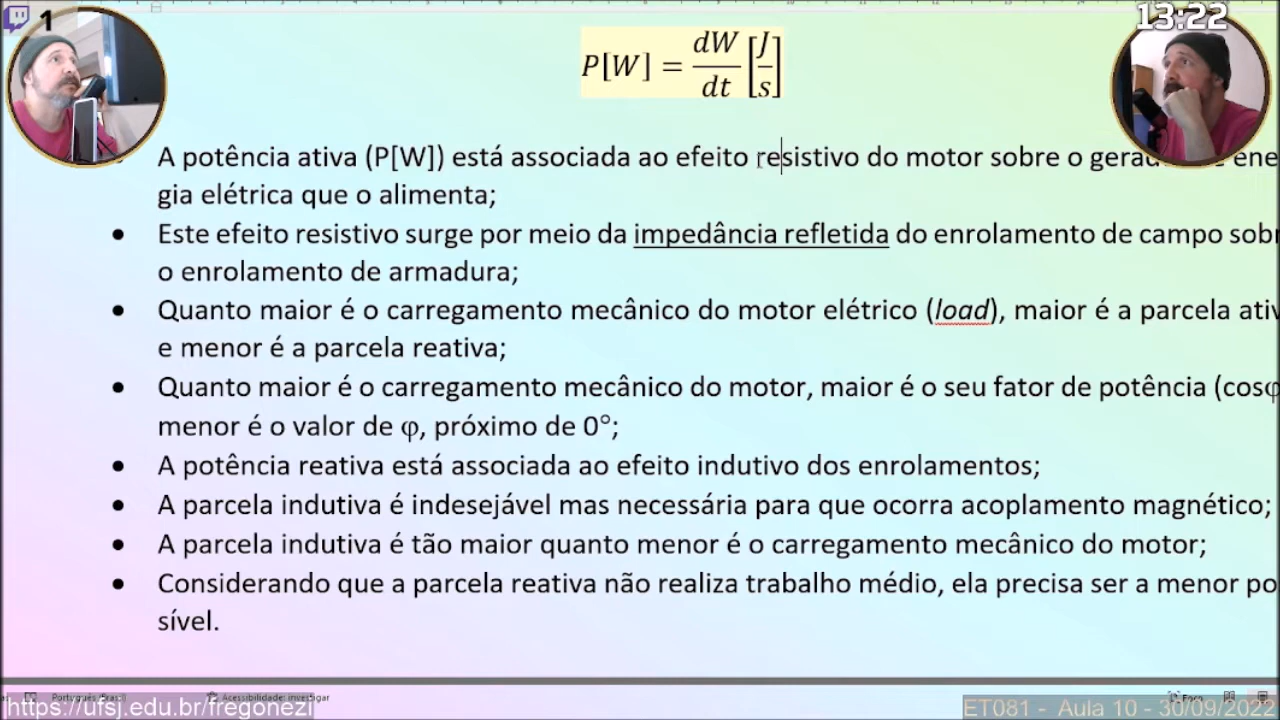 1
13:22
P[W] = dW/dt [J/s]
A potência ativa (P[W]) está associada ao efeito resistivo do motor sobre o ene
gia elétrica que o alimenta;
• Este efeito resistivo surge por meio da impedância refletida do enrolamento de campo sob
o enrolamento de armadura;
• Quanto maior é o carregamento mecânico do motor elétrico (load), maior é a parcela ativ
e menor é a parcela reativa;
• Quanto maior é o carregamento mecânico do motor, maior é o seu fator de potência (cosφ
menor é o valor de φ, próximo de 0°;
• A potência reativa está associada ao efeito indutivo dos enrolamentos;
• A parcela indutiva é indesejável mas necessária para que ocorra acoplamento magnético;
• A parcela indutiva é tão maior quanto menor é o carregamento mecânico do motor;
• Considerando que a parcela reativa não realiza trabalho médio, ela precisa ser a menor po
sível.
Acessibilidade: investigar
https://ufsj.edu.br/fregonezi
ET081 - Aula 10 - 30/09/2022